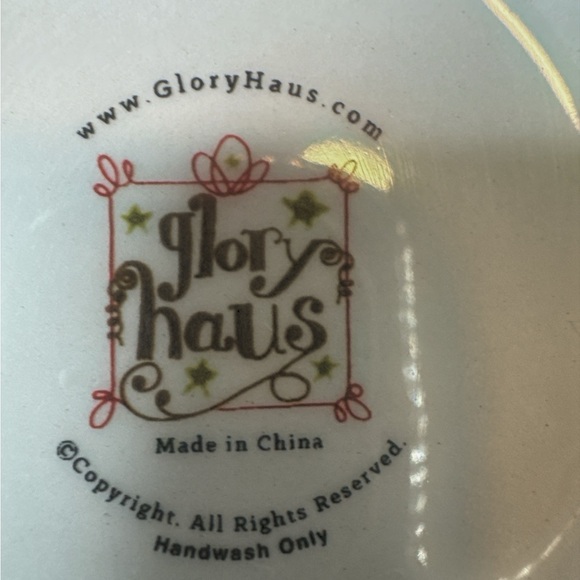 www.GloryHaus.com
glory
haus
Made in China
©Copyright. All Rights Reserved.
Handwash Only